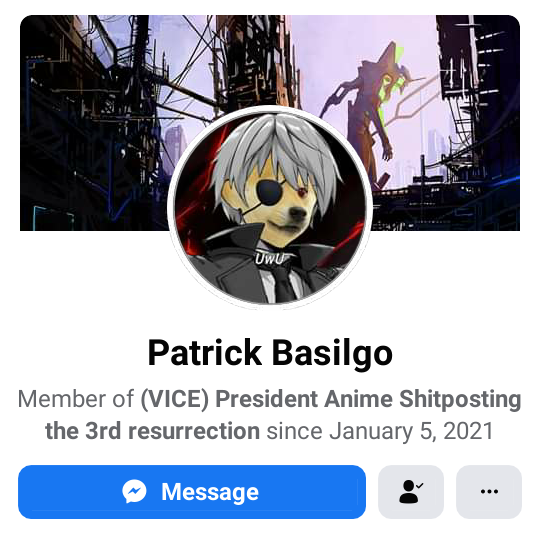 UwU
Patrick Basilgo
Member of (VICE) President Anime Shitposting
the 3rd resurrection since January 5, 2021
Message